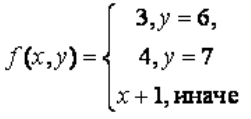 3, y = 6,
f(x, y) = { 4, y = 7
x + 1, иначе